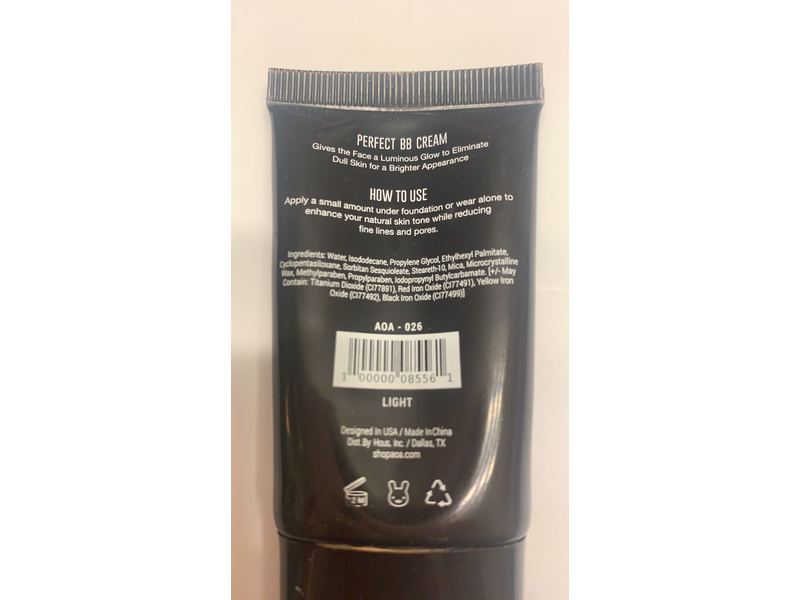 PERFECT BB CREAM
Gives the Face a Luminous Glow to Eliminate
Dull Skin for a Brighter Appearance
HOW TO USE
Apply a small amount under foundation or wear alone to
enhance your natural skin tone while reducing
fine lines and pores.
Ingredients: Water, Isododecane, Propylene Glycol, Ethylhexyl Palmitate,
Cyclopentasiloxane, Sorbitan Sesquioleate, Steareth-10, Mica, Microcrystalline
Wax, Methylparaben, Propylparaben, Iodopropynyl Butylcarbamate. [+/- May
Contain: Titanium Dioxide (CI77891), Red Iron Oxide (CI77491), Yellow Iron
Oxide (CI77492), Black Iron Oxide (CI77499)]
AOA - 026
1 00000 08556 1
LIGHT
Designed In USA / Made InChina
Dist.By Hous. Inc. / Dallas, TX
shopaoa.com